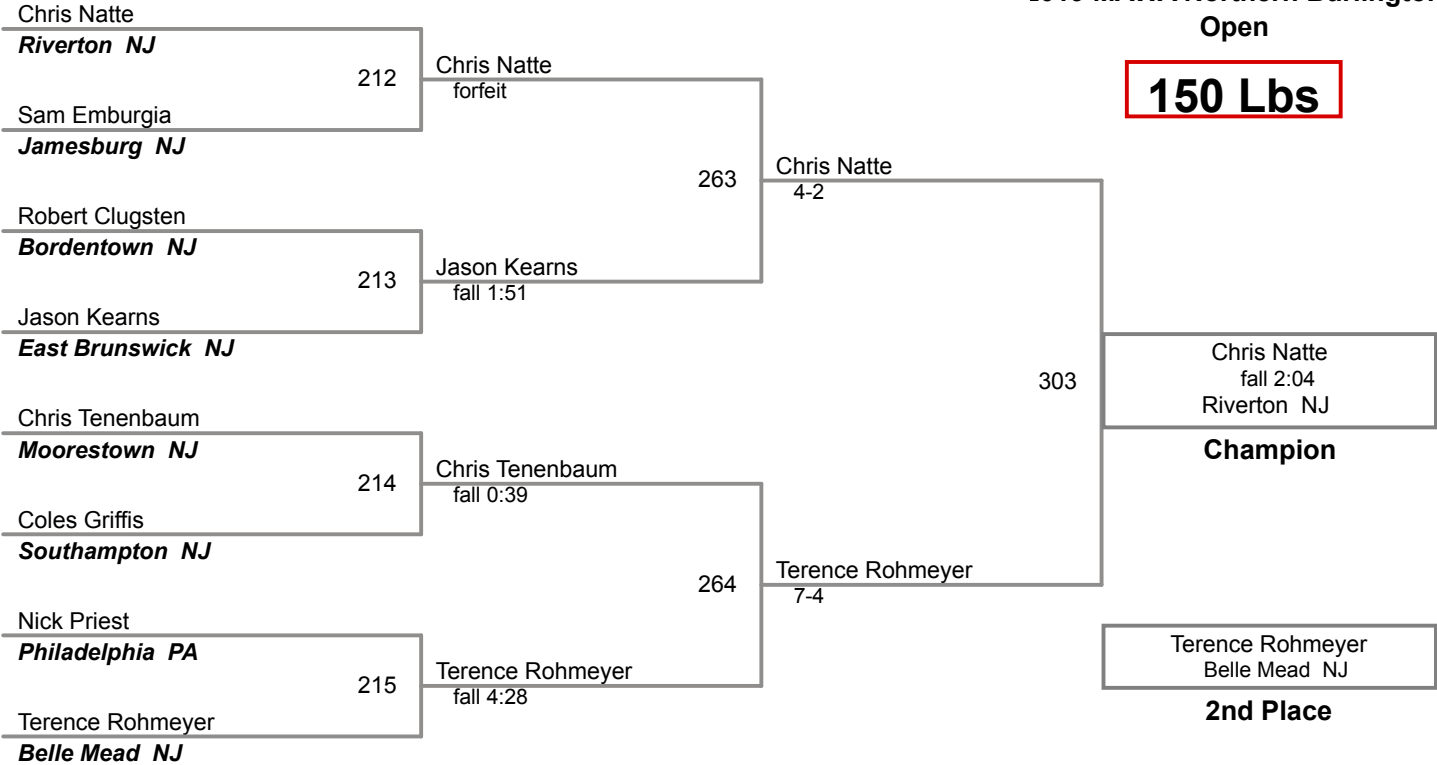 Northern Burlington
Open
150 Lbs
Chris Natte
Riverton NJ
212
Chris Natte
forfeit
Sam Emburgia
Jamesburg NJ
263
Chris Natte
4-2
Robert Clugsten
Bordentown NJ
213
Jason Kearns
fall 1:51
Jason Kearns
East Brunswick NJ
303
Chris Natte
fall 2:04
Riverton NJ
Champion
Chris Tenenbaum
Moorestown NJ
214
Chris Tenenbaum
fall 0:39
Coles Griffis
Southampton NJ
264
Terence Rohmeyer
7-4
Nick Priest
Philadelphia PA
215
Terence Rohmeyer
fall 4:28
Terence Rohmeyer
Belle Mead NJ
Terence Rohmeyer
Belle Mead NJ
2nd Place